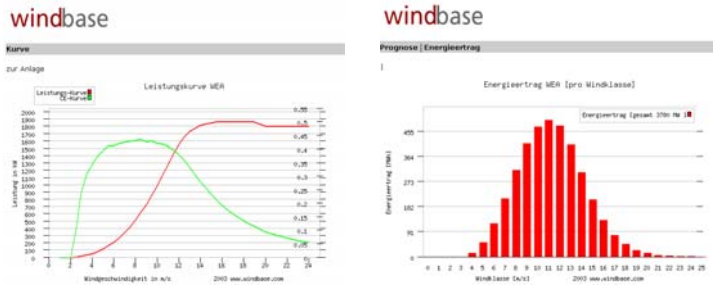 windbase
Kurve
zur Anlage
Leistungskurve WEA
Leistungs-Kurve
CE-Kurve
Leistung in kW
2000
1900
1800
1700
1600
1500
1400
1300
1200
1100
1000
900
800
700
600
500
400
300
200
100
0
0.55
0.5
0.45
0.4
0.35
0.3
0.25
0.2
0.15
0.1
0.05
0
0 2 4 6 8 10 12 14 16 18 20 22 24
Windgeschwindigkeit in m/s 2003 www.windbase.com
windbase
Prognose | Energieertrag
|
Energieertrag WEA [pro Windklasse]
Energieertrag [MWh]
455
364
273
182
91
0 1 2 3 4 5 6 7 8 9 10 11 12 13 14 15 16 17 18 19 20 21 22 23 24 25
Windklasse [m/s] 2003 www.windbase.com